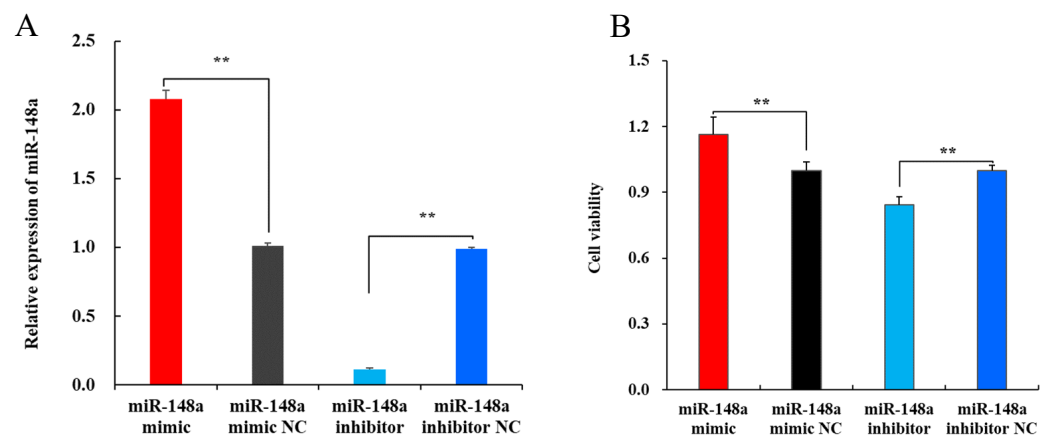 A
Relative expression of miR-148a
2.5
2.0
1.5
1.0
0.5
0.0
**
**
miR-148a mimic
miR-148a mimic NC
miR-148a inhibitor
miR-148a inhibitor NC
B
Cell viability
1.5
1.2
0.9
0.6
0.3
0.0
**
**
miR-148a mimic
miR-148a mimic NC
miR-148a inhibitor
miR-148a inhibitor NC